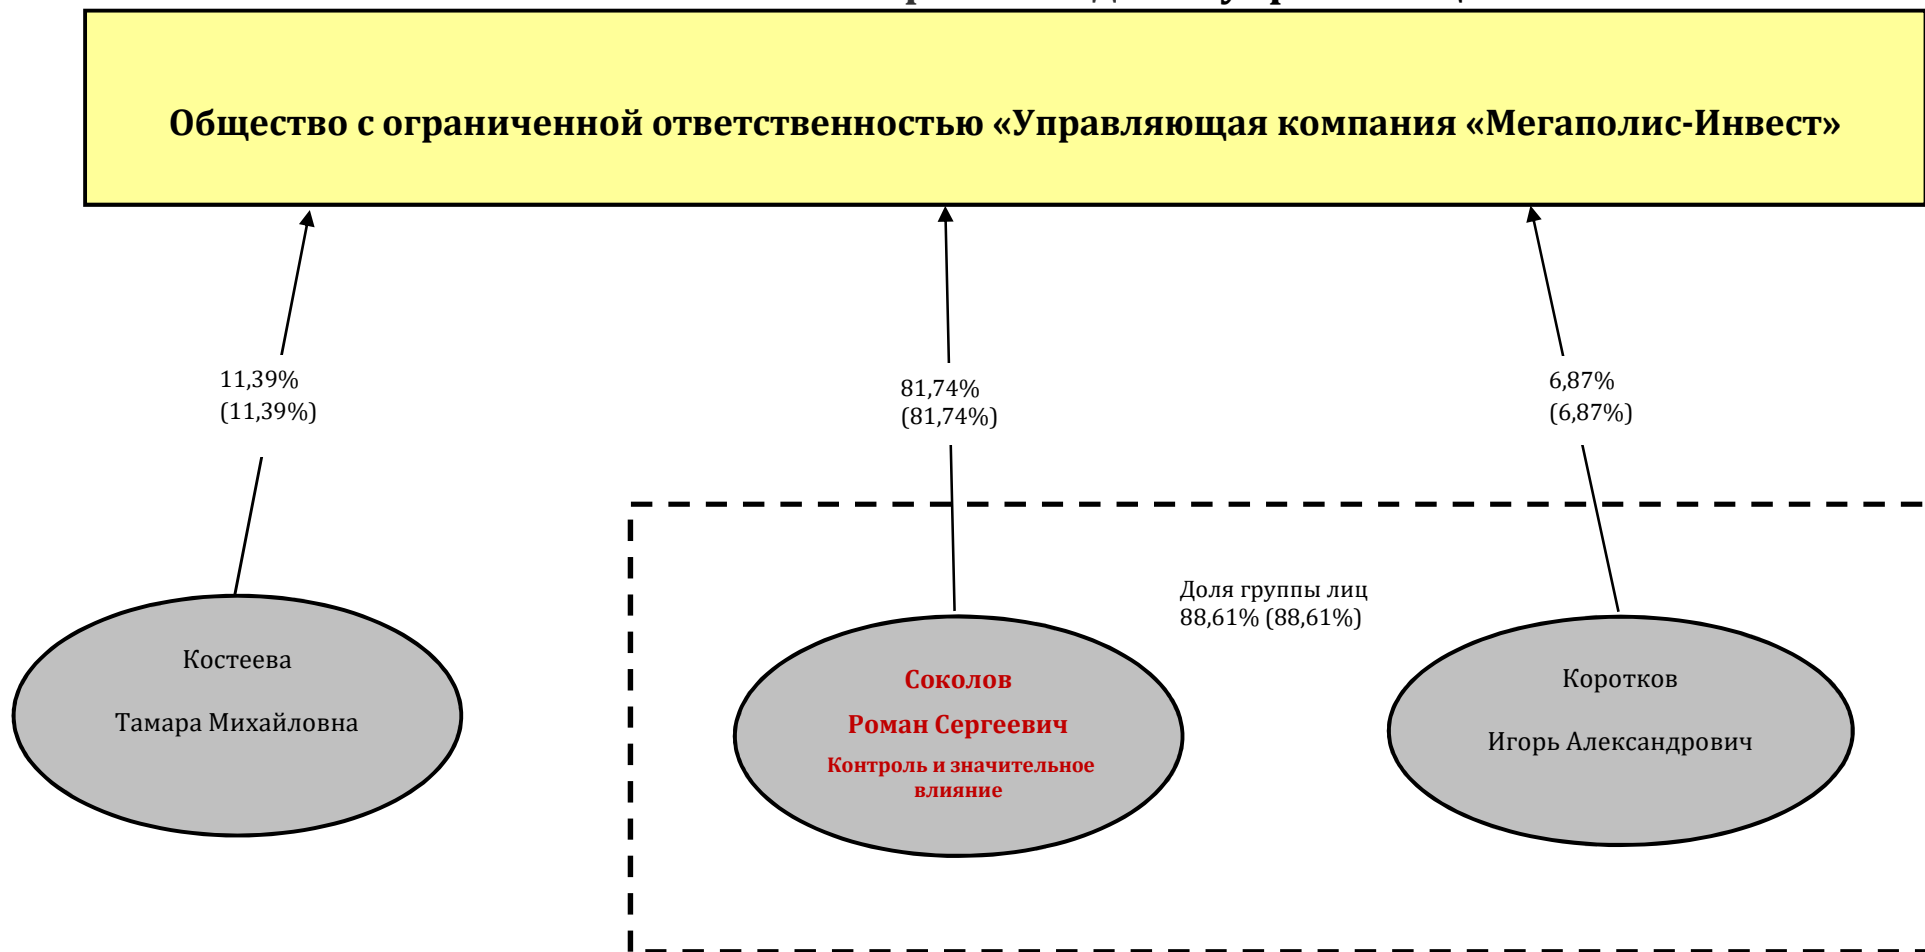 Общество с ограниченной ответственностью «Управляющая компания «Мегаполис-Инвест»
11,39%
(11,39%)
81,74%
(81,74%)
6,87%
(6,87%)
Доля группы лиц
88,61% (88,61%)
Костеева
Тамара Михайловна
Соколов
Роман Сергеевич
Контроль и значительное
влияние
Коротков
Игорь Александрович